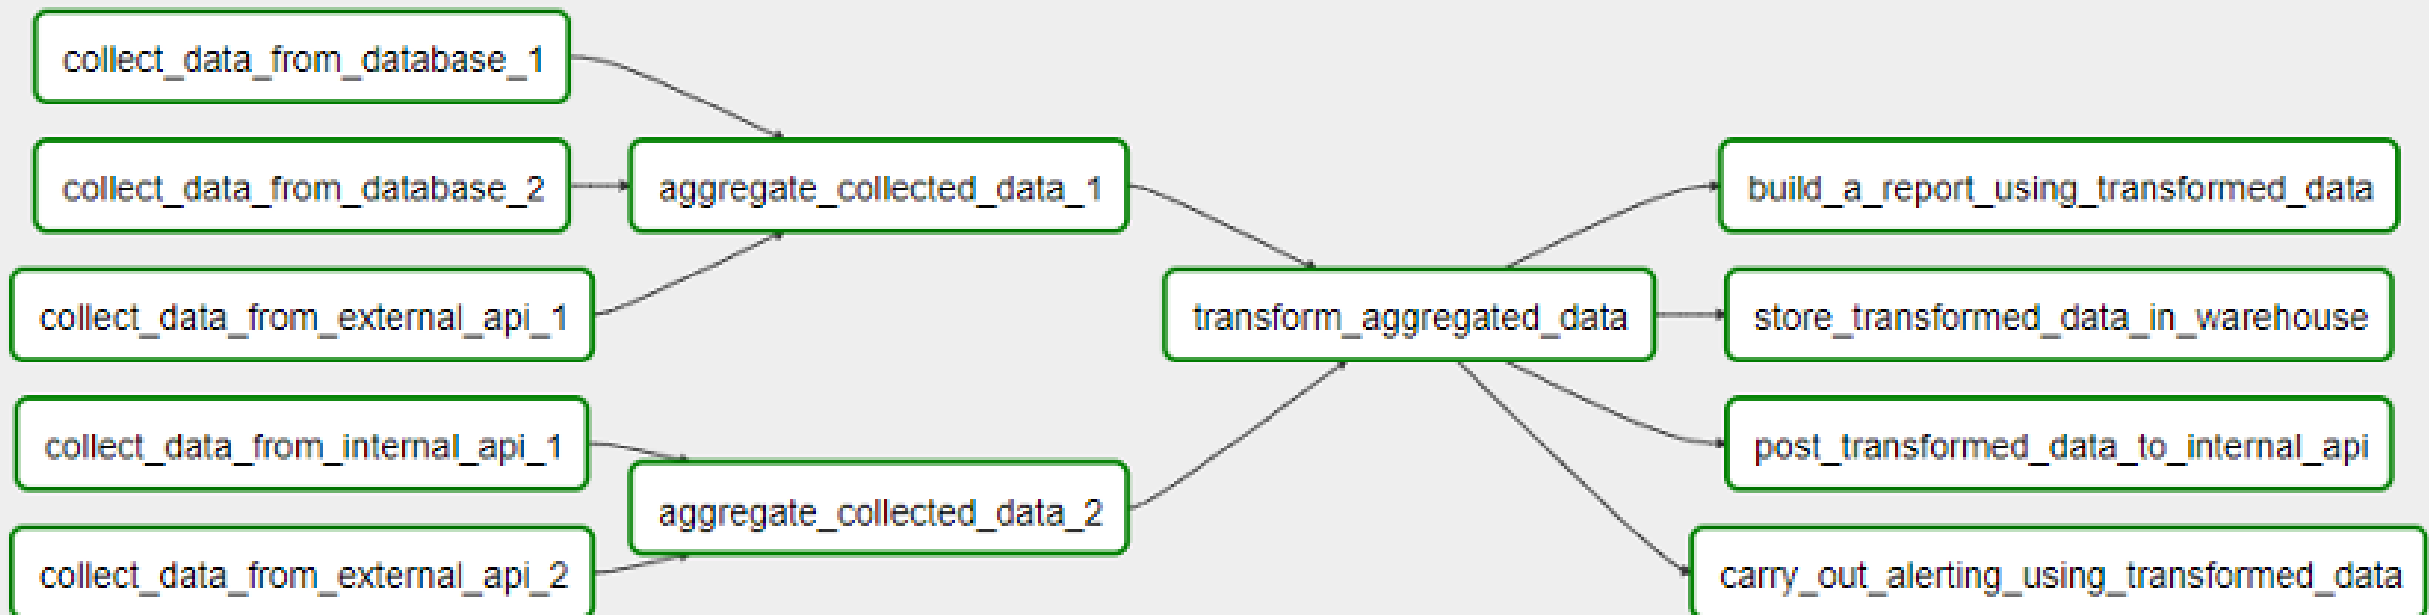 collect_data_from_database_1
collect_data_from_database_2
collect_data_from_external_api_1
collect_data_from_internal_api_1
collect_data_from_external_api_2
aggregate_collected_data_1
aggregate_collected_data_2
transform_aggregated_data
build_a_report_using_transformed_data
store_transformed_data_in_warehouse
post_transformed_data_to_internal_api
carry_out_alerting_using_transformed_data